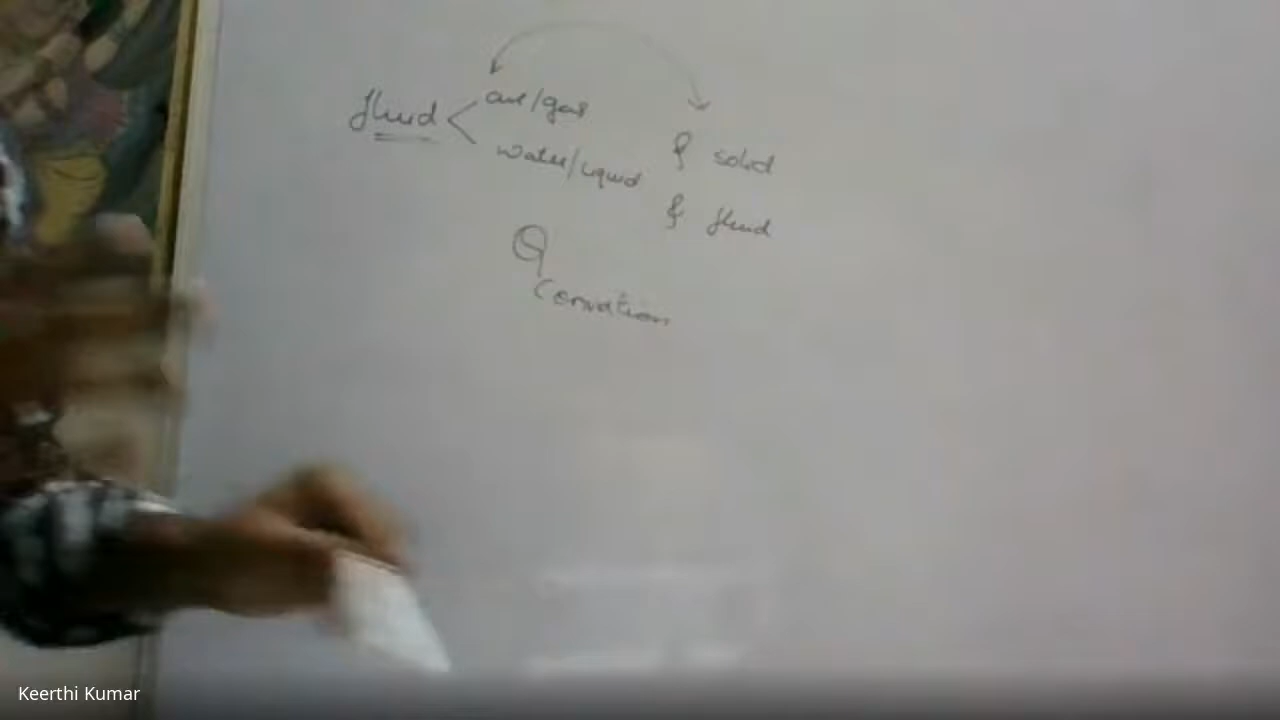 fluid < air/gas
water/liquid
& solid
& fluid
Q
Convection
Keerthi Kumar